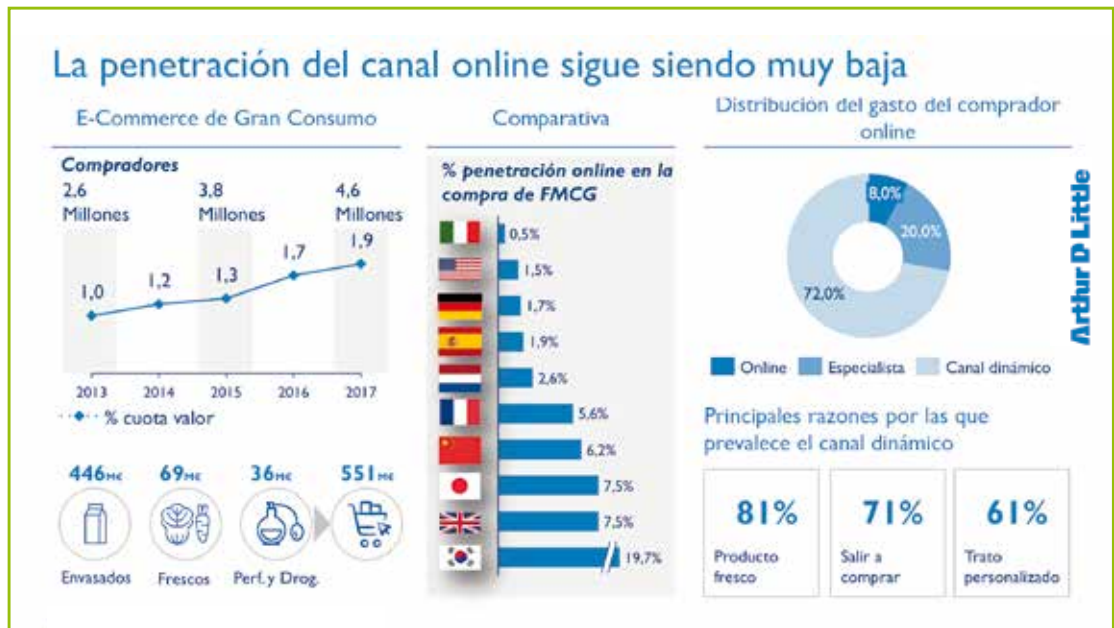 La penetración del canal online sigue siendo muy baja
E-Commerce de Gran Consumo
Compradores
2,6
Millones
3,8
Millones
4,6
Millones
1,0
1,2
1,3
1,7
1,9
2013
2014
2015
2016
2017
% cuota valor
446M€
69M€
36M€
551M€
Envasados
Frescos
Perf. y Drog.
Comparativa
% penetración online en la
compra de FMCG
0,5%
1,5%
1,7%
1,9%
2,6%
5,6%
6,2%
7,5%
7,5%
19,7%
Distribución del gasto del comprador
online
8,0%
20,0%
72,0%
Online
Especialista
Canal dinámico
Principales razones por las que
prevalece el canal dinámico
81%
Producto
fresco
71%
Salir a
comprar
61%
Trato
personalizado
Arthur D Little